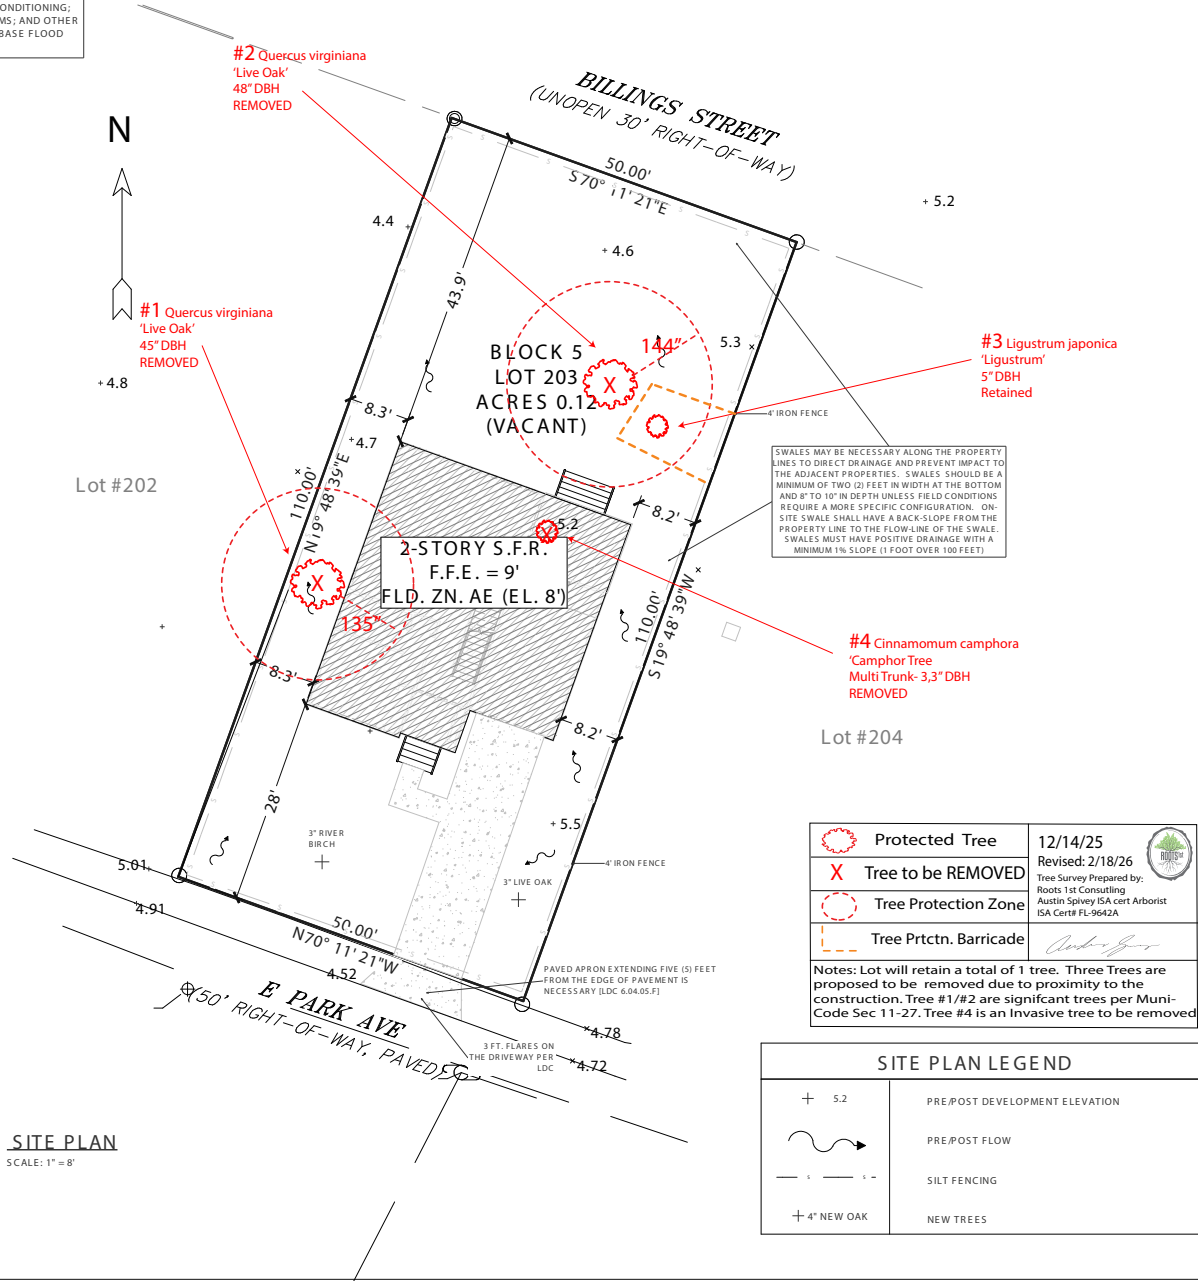 ONDITIONING;
MS; AND OTHER
BASE FLOOD
#2 Quercus virginiana
'Live Oak'
48" DBH
REMOVED
BILLINGS STREET
(UNOPEN 30' RIGHT-OF-WAY)
N
50.00'
S 70° 11' 21"E
+ 5.2
4.4
+ 4.6
43.9'
#1 Quercus virginiana
'Live Oak'
45" DBH
REMOVED
144"
5.3
#3 Ligustrum japonica
'Ligustrum'
5" DBH
Retained
BLOCK 5
LOT 203
ACRES 0.12
(VACANT)
X
+ 4.8
8.3'
4' IRON FENCE
+4.7
SWALES MAY BE NECESSARY ALONG THE PROPERTY
LINES TO DIRECT DRAINAGE AND PREVENT IMPACT TO
THE ADJACENT PROPERTIES. SWALES SHOULD BE A
MINIMUM OF TWO (2) FEET IN WIDTH AT THE BOTTOM
AND 8" TO 10" IN DEPTH UNLESS FIELD CONDITIONS
REQUIRE A MORE SPECIFIC CONFIGURATION. ON-
SITE SWALE SHALL HAVE A BACK-SLOPE FROM THE
PROPERTY LINE TO THE FLOW-LINE OF THE SWALE.
SWALES MUST HAVE POSITIVE DRAINAGE WITH A
MINIMUM 1% SLOPE (1 FOOT OVER 100 FEET)
Lot #202
110.00'
N 19° 48' 39"E
8.2'
5.2
X
2-STORY S.F.R.
F.F.E. = 9'
FLD. ZN. AE (EL. 8')
X
135"
110.00'
S 19° 48' 39"W
#4 Cinnamomum camphora
'Camphor Tree
Multi Trunk- 3,3" DBH
REMOVED
8.3'
8.2'
Lot #204
28'
3" RIVER
BIRCH
+ 5.5
4' IRON FENCE
3" LIVE OAK
5.01
4.91
50.00'
N70° 11' 21"W
4.52
PAVED APRON EXTENDING FIVE (5) FEET
FROM THE EDGE OF PAVEMENT IS
NECESSARY [LDC 6.04.05.F]
E PARK AVE
(50' RIGHT-OF-WAY, PAVED)
4.78
3 FT. FLARES ON
THE DRIVEWAY PER
LDC
4.72
Protected Tree
X Tree to be REMOVED
Tree Protection Zone
Tree Prtctn. Barricade
12/14/25
Revised: 2/18/26
Tree Survey Prepared by:
Roots 1st Consutling
Austin Spivey ISA cert Arborist
ISA Cert# FL-9642A
ROOTS1st
Notes: Lot will retain a total of 1 tree. Three Trees are
proposed to be removed due to proximity to the
construction. Tree #1/#2 are signifcant trees per Muni-
Code Sec 11-27. Tree #4 is an Invasive tree to be removed
SITE PLAN LEGEND
+ 5.2 PRE/POST DEVELOPMENT ELEVATION
PRE/POST FLOW
S S SILT FENCING
+ 4" NEW OAK NEW TREES
SITE PLAN
SCALE: 1" = 8'